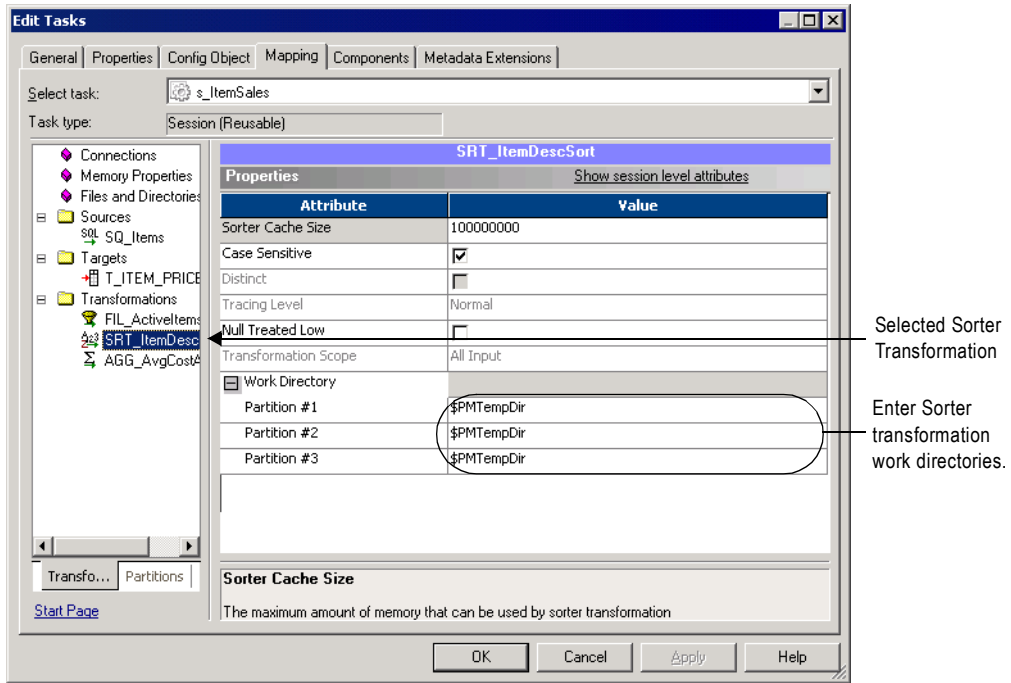 Edit Tasks
General Properties Config Object Mapping Components Metadata Extensions
Select task: s_ItemSales
Task type: Session (Reusable)
Connections
Memory Properties
Files and Directories
Sources
SQL SQ_Items
Targets
T_ITEM_PRICE
Transformations
FIL_ActiveItems
SRT_ItemDesc
AGG_AvgCostA
Transfo... Partitions
Start Page
SRT_ItemDescSort
Properties Show session level attributes
Attribute Value
Sorter Cache Size 100000000
Case Sensitive
Distinct
Tracing Level Normal
Null Treated Low
Transformation Scope All Input
Work Directory
Partition #1 $PMTempDir
Partition #2 $PMTempDir
Partition #3 $PMTempDir
Sorter Cache Size
The maximum amount of memory that can be used by sorter transformation
OK Cancel Apply Help
Selected Sorter
Transformation
Enter Sorter
transformation
work directories.